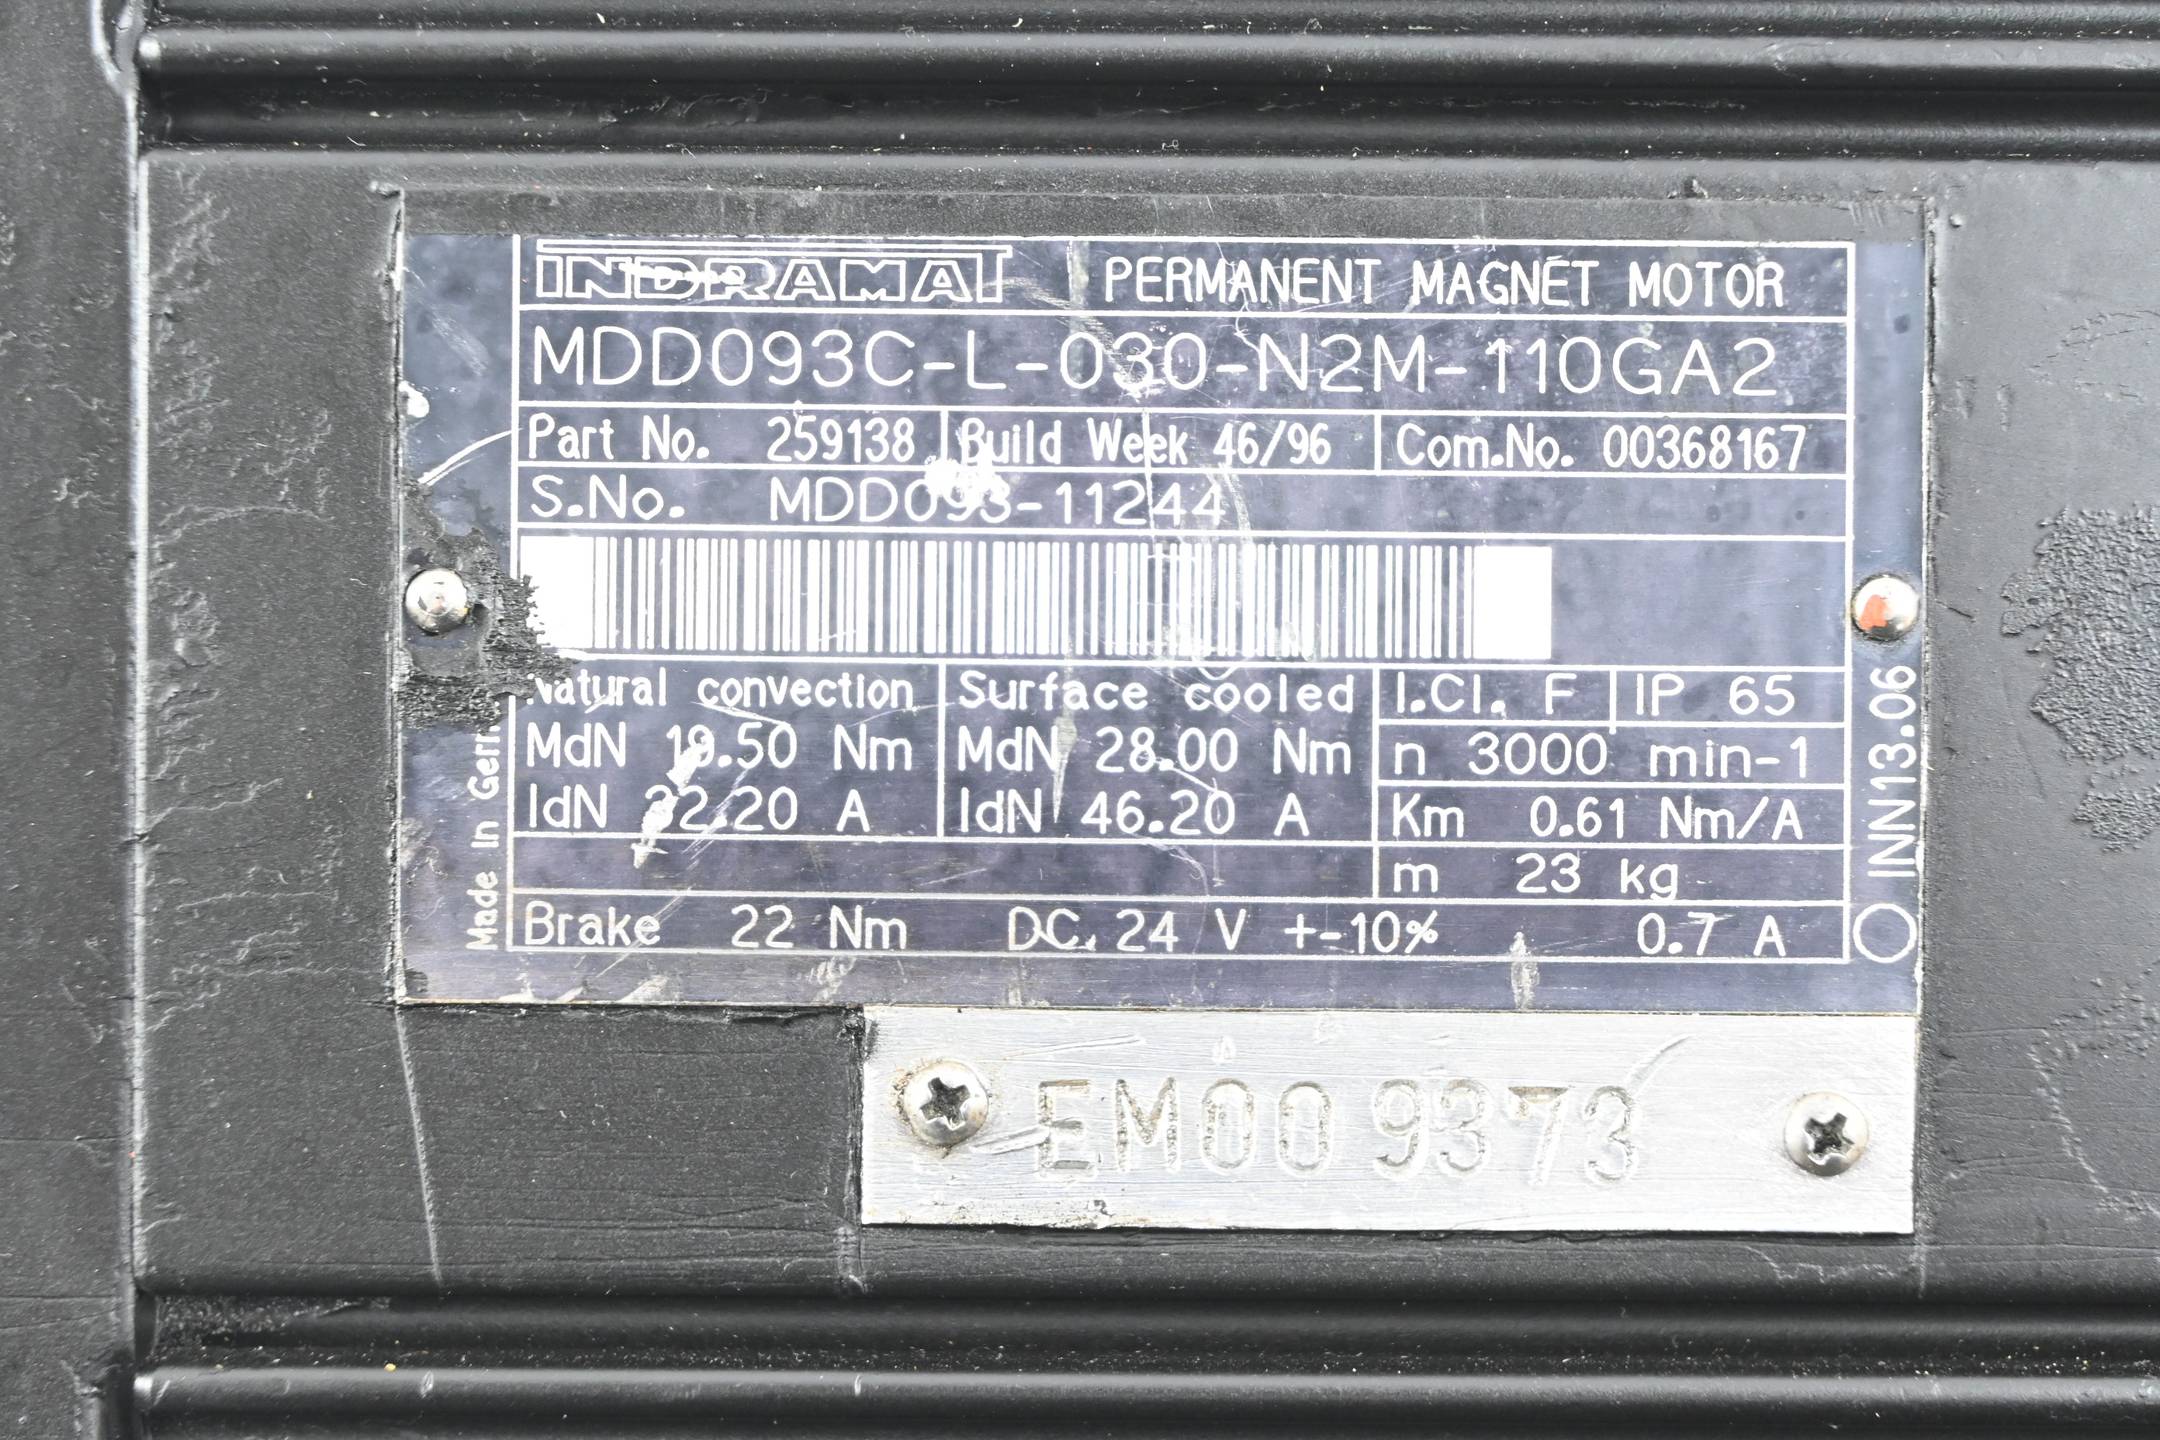 INDRAMAT PERMANENT MAGNET MOTOR
MDD093C-L-030-N2M-110GA2
Part No. 259138 Build Week 46/96 Com.No. 00368167
S.No. MDD093-11244
Natural convection Surface cooled I.Cl. F IP 65
MdN 19.50 Nm MdN 28.00 Nm n 3000 min-1
IdN 32.20 A IdN 46.20 A Km 0.61 Nm/A
m 23 kg
Brake 22 Nm DC 24 V +-10% 0.7 A
Made in
INN13.06
EM00 9373